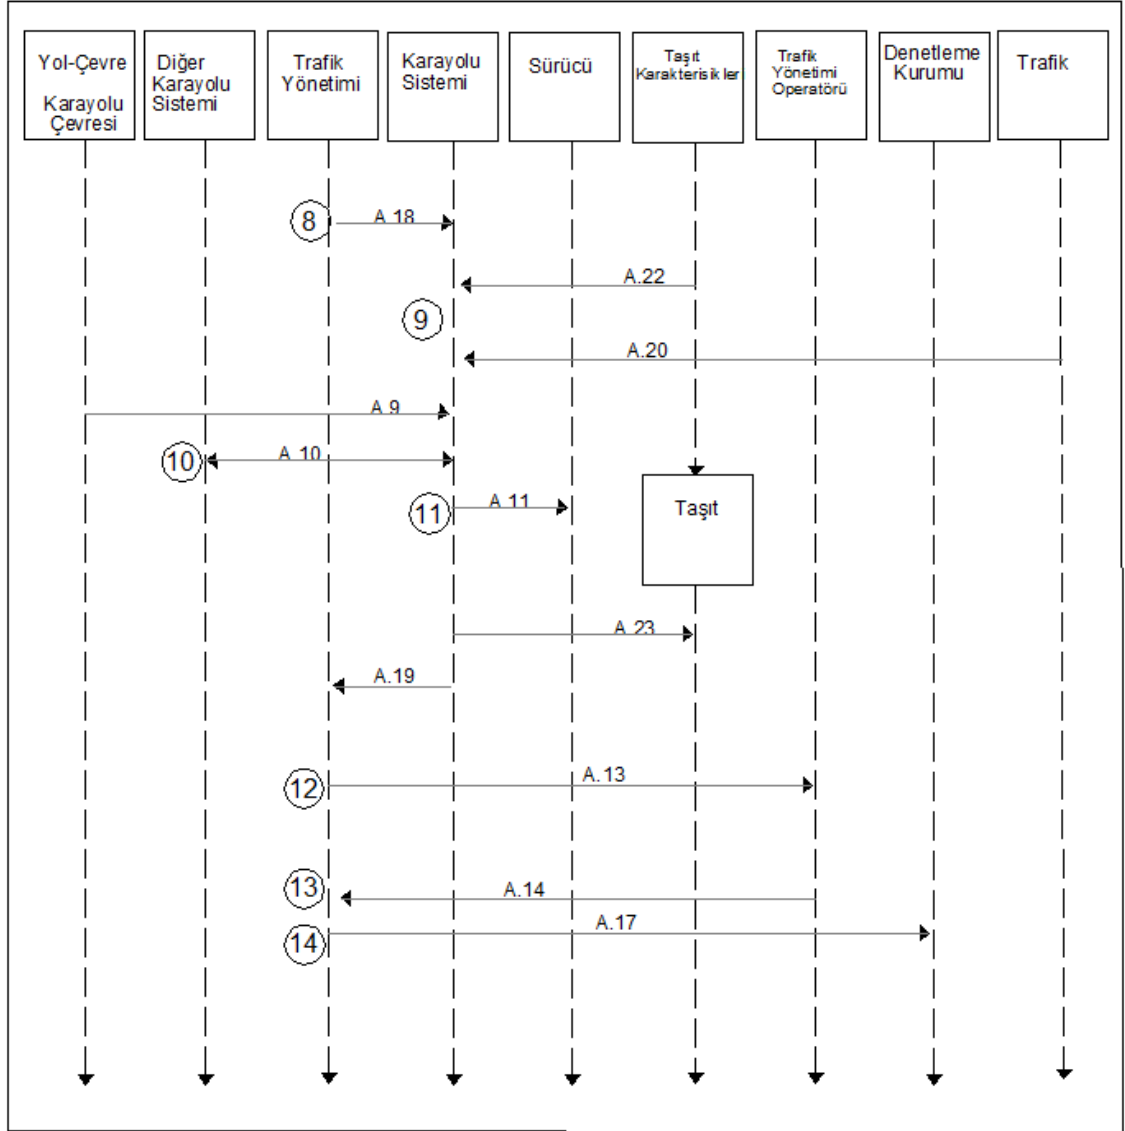 Yol-Çevre
Karayolu
Çevresi
Diğer
Karayolu
Sistemi
Trafik
Yönetimi
Karayolu
Sistemi
Sürücü
Taşıt
Karakterisikleri
Trafik
Yönetimi
Operatörü
Denetleme
Kurumu
Trafik
8
A.18
A.22
9
A.20
A.9
10
A.10
11
A.11
Taşıt
A.23
A.19
12
A.13
13
A.14
14
A.17